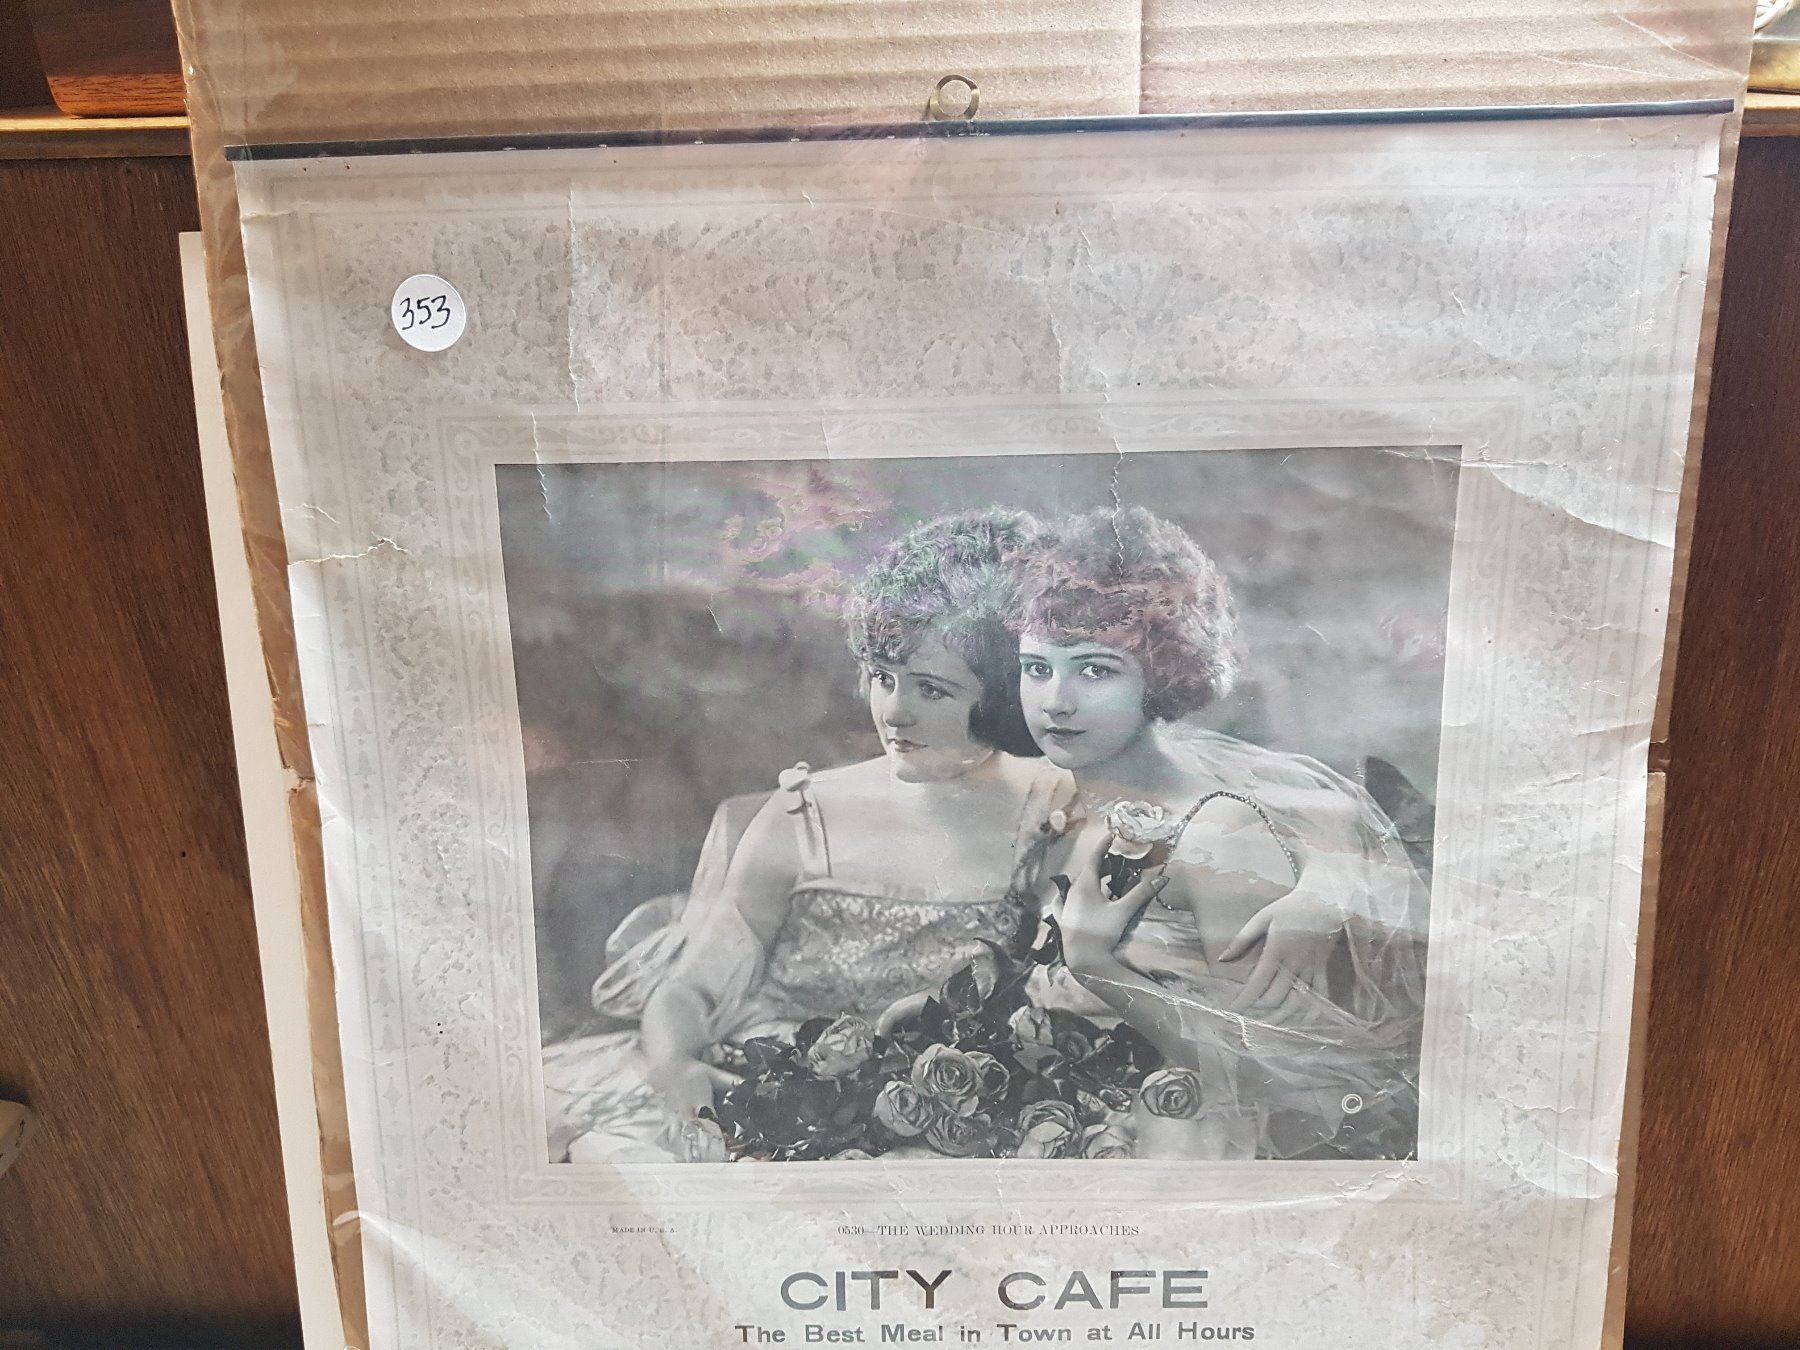 353
MADE IN U. S. A.
0530—THE WEDDING HOUR APPROACHES
CITY CAFE
The Best Meal in Town at All Hours